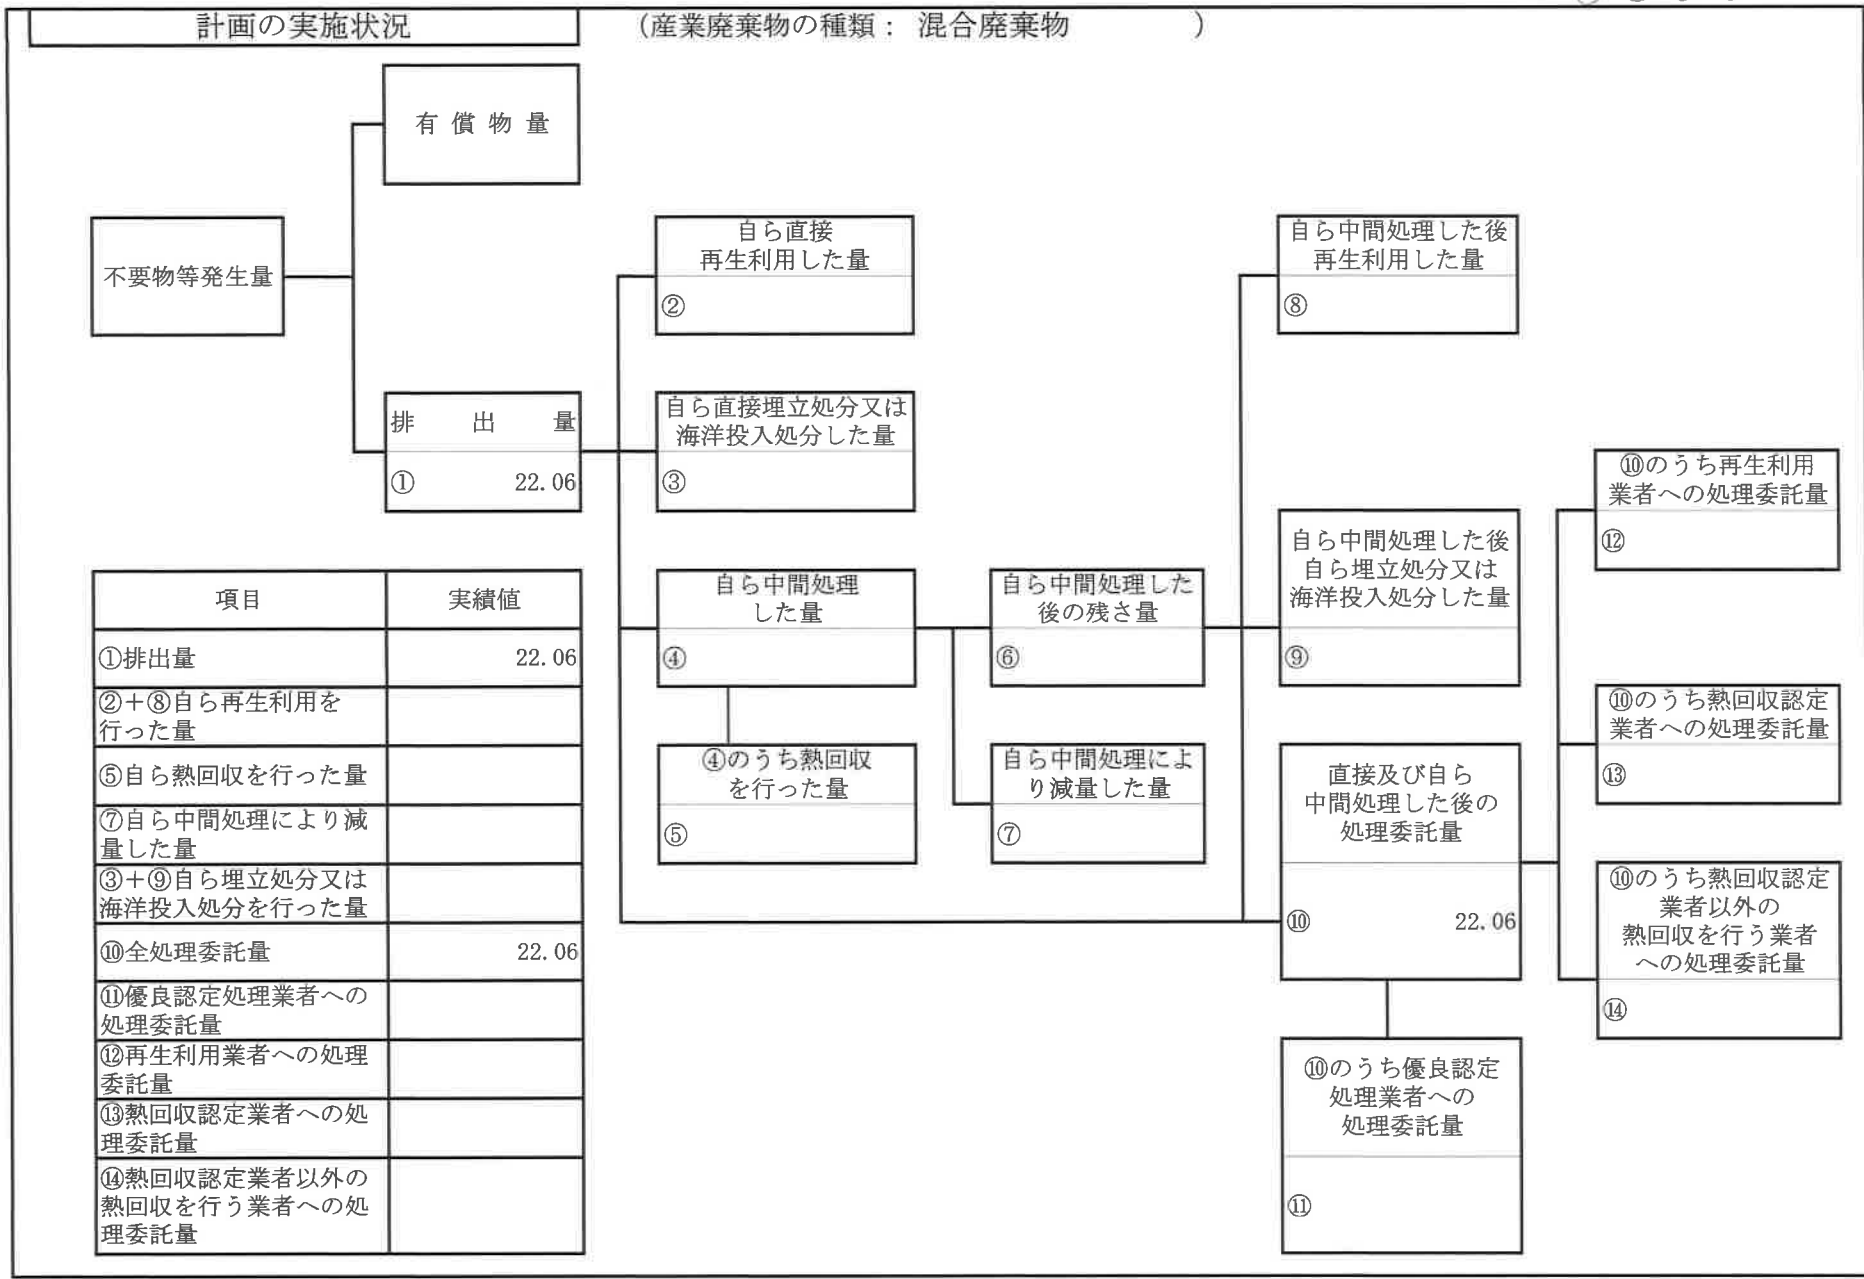 計画の実施状況
(産業廃棄物の種類： 混合廃棄物 )
有償物量
不要物等発生量
排出量
① 22.06
自ら直接
再生利用した量
②
自ら直接埋立処分又は
海洋投入処分した量
③
自ら中間処理
した量
④
④のうち熱回収
を行った量
⑤
自ら中間処理した
後の残さ量
⑥
自ら中間処理によ
り減量した量
⑦
自ら中間処理した後
再生利用した量
⑧
自ら中間処理した後
自ら埋立処分又は
海洋投入処分した量
⑨
直接及び自ら
中間処理した後の
処理委託量
⑩ 22.06
⑩のうち優良認定
処理業者への
処理委託量
⑪
⑩のうち再生利用
業者への処理委託量
⑫
⑩のうち熱回収認定
業者への処理委託量
⑬
⑩のうち熱回収認定
業者以外の
熱回収を行う業者
への処理委託量
⑭
項目 実績値
①排出量 22.06
②＋⑧自ら再生利用を
行った量
⑤自ら熱回収を行った量
⑦自ら中間処理により減
量した量
③＋⑨自ら埋立処分又は
海洋投入処分を行った量
⑩全処理委託量 22.06
⑪優良認定処理業者への
処理委託量
⑫再生利用業者への処理
委託量
⑬熱回収認定業者への処
理委託量
⑭熱回収認定業者以外の
熱回収を行う業者への処
理委託量